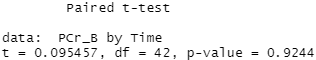 Paired t-test
data:  PCr_B by Time
t = 0.095457, df = 42, p-value = 0.9244